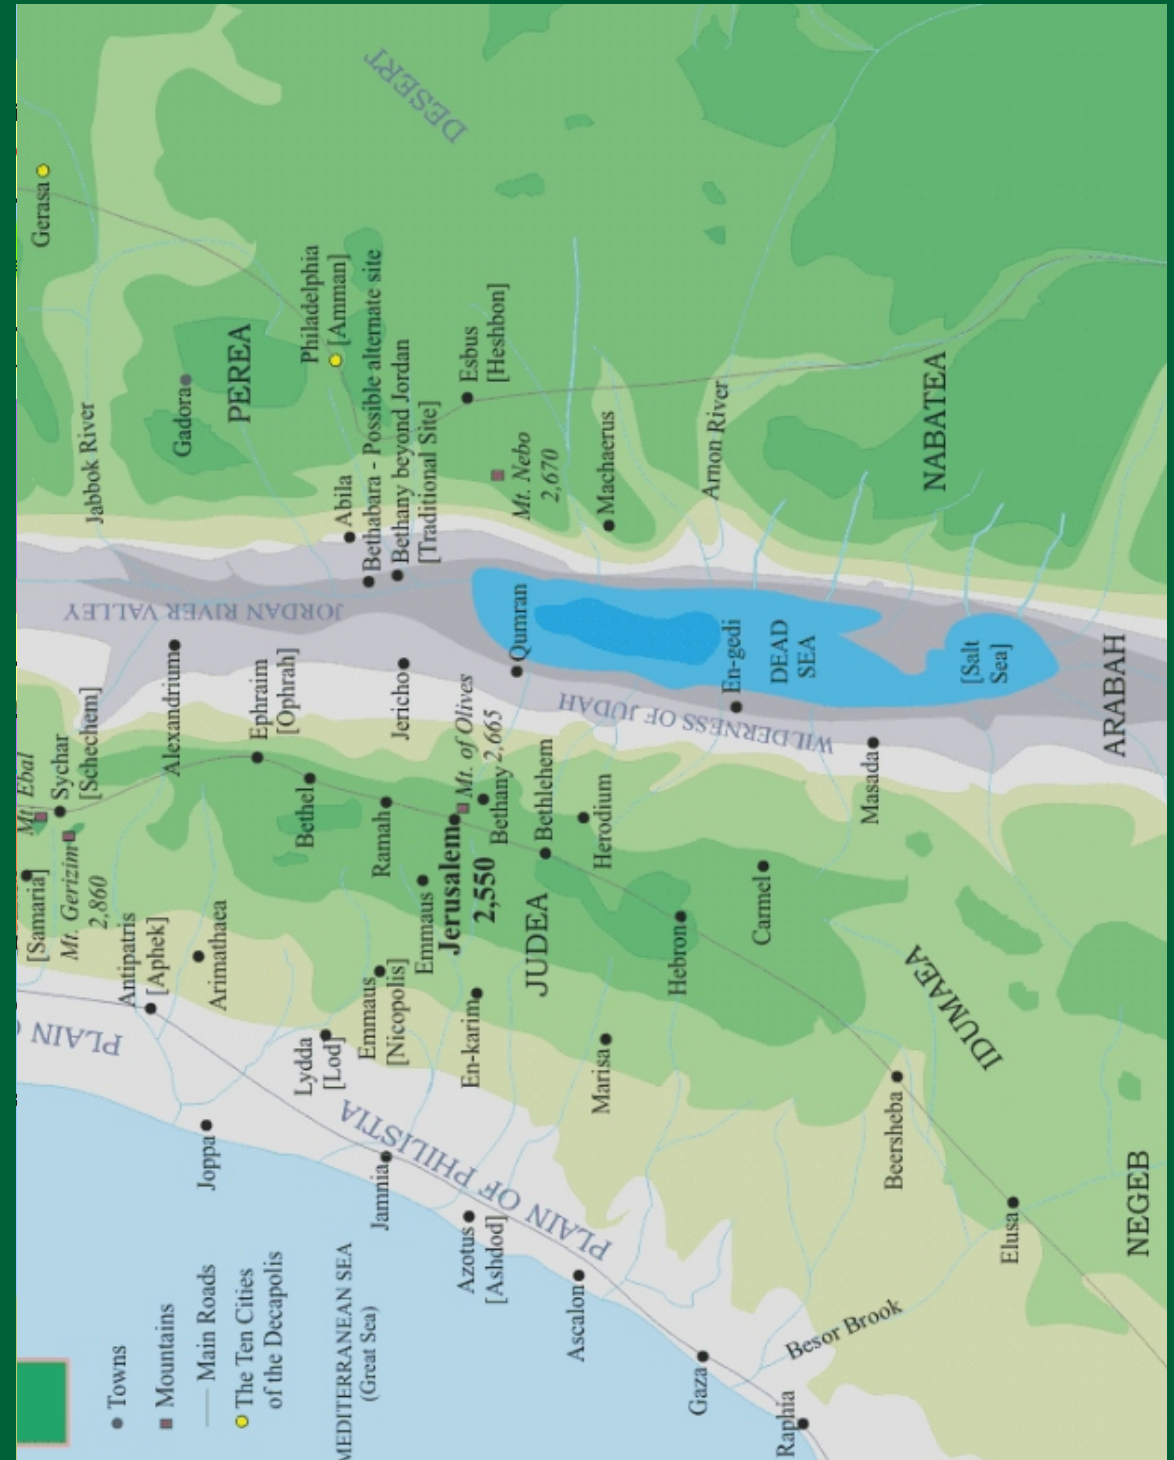 [Samaria]
Mt. Ebal
Gerasa
Sychar
[Schechem]
Mt. Gerizim
2,860
PLAIN
Jabbok River
JORDAN RIVER VALLEY
Towns
Mountains
Main Roads
The Ten Cities
of the Decapolis
Antipatris
[Aphek]
Alexandrium
Gadora
PEREA
Joppa
Arimathaea
Ephraim
[Ophrah]
Philadelphia
[Amman]
DESERT
MEDITERRANEAN SEA
(Great Sea)
Lydda
[Lod]
Bethel
Abila
Bethabara - Possible alternate site
Bethany beyond Jordan
[Traditional Site]
Jamnia
Emmaus
[Nicopolis]
Ramah
Jericho
Emmaus
Jerusalem
2,550
Mt. of Olives
2,665
Bethany
Esbus
[Heshbon]
PLAIN OF PHILISTIA
Azotus
[Ashdod]
En-karim
JUDEA
Bethlehem
Qumran
Mt. Nebo
2,670
Ascalon
Marisa
Herodium
WILDERNESS OF JUDAH
Machaerus
Gaza
Hebron
En-gedi
Arnon River
DEAD
SEA
Raphia
Besor Brook
Carmel
Masada
Beersheba
IDUMAEA
NABATEA
[Salt
Sea]
Elusa
NEGEB
ARABAH